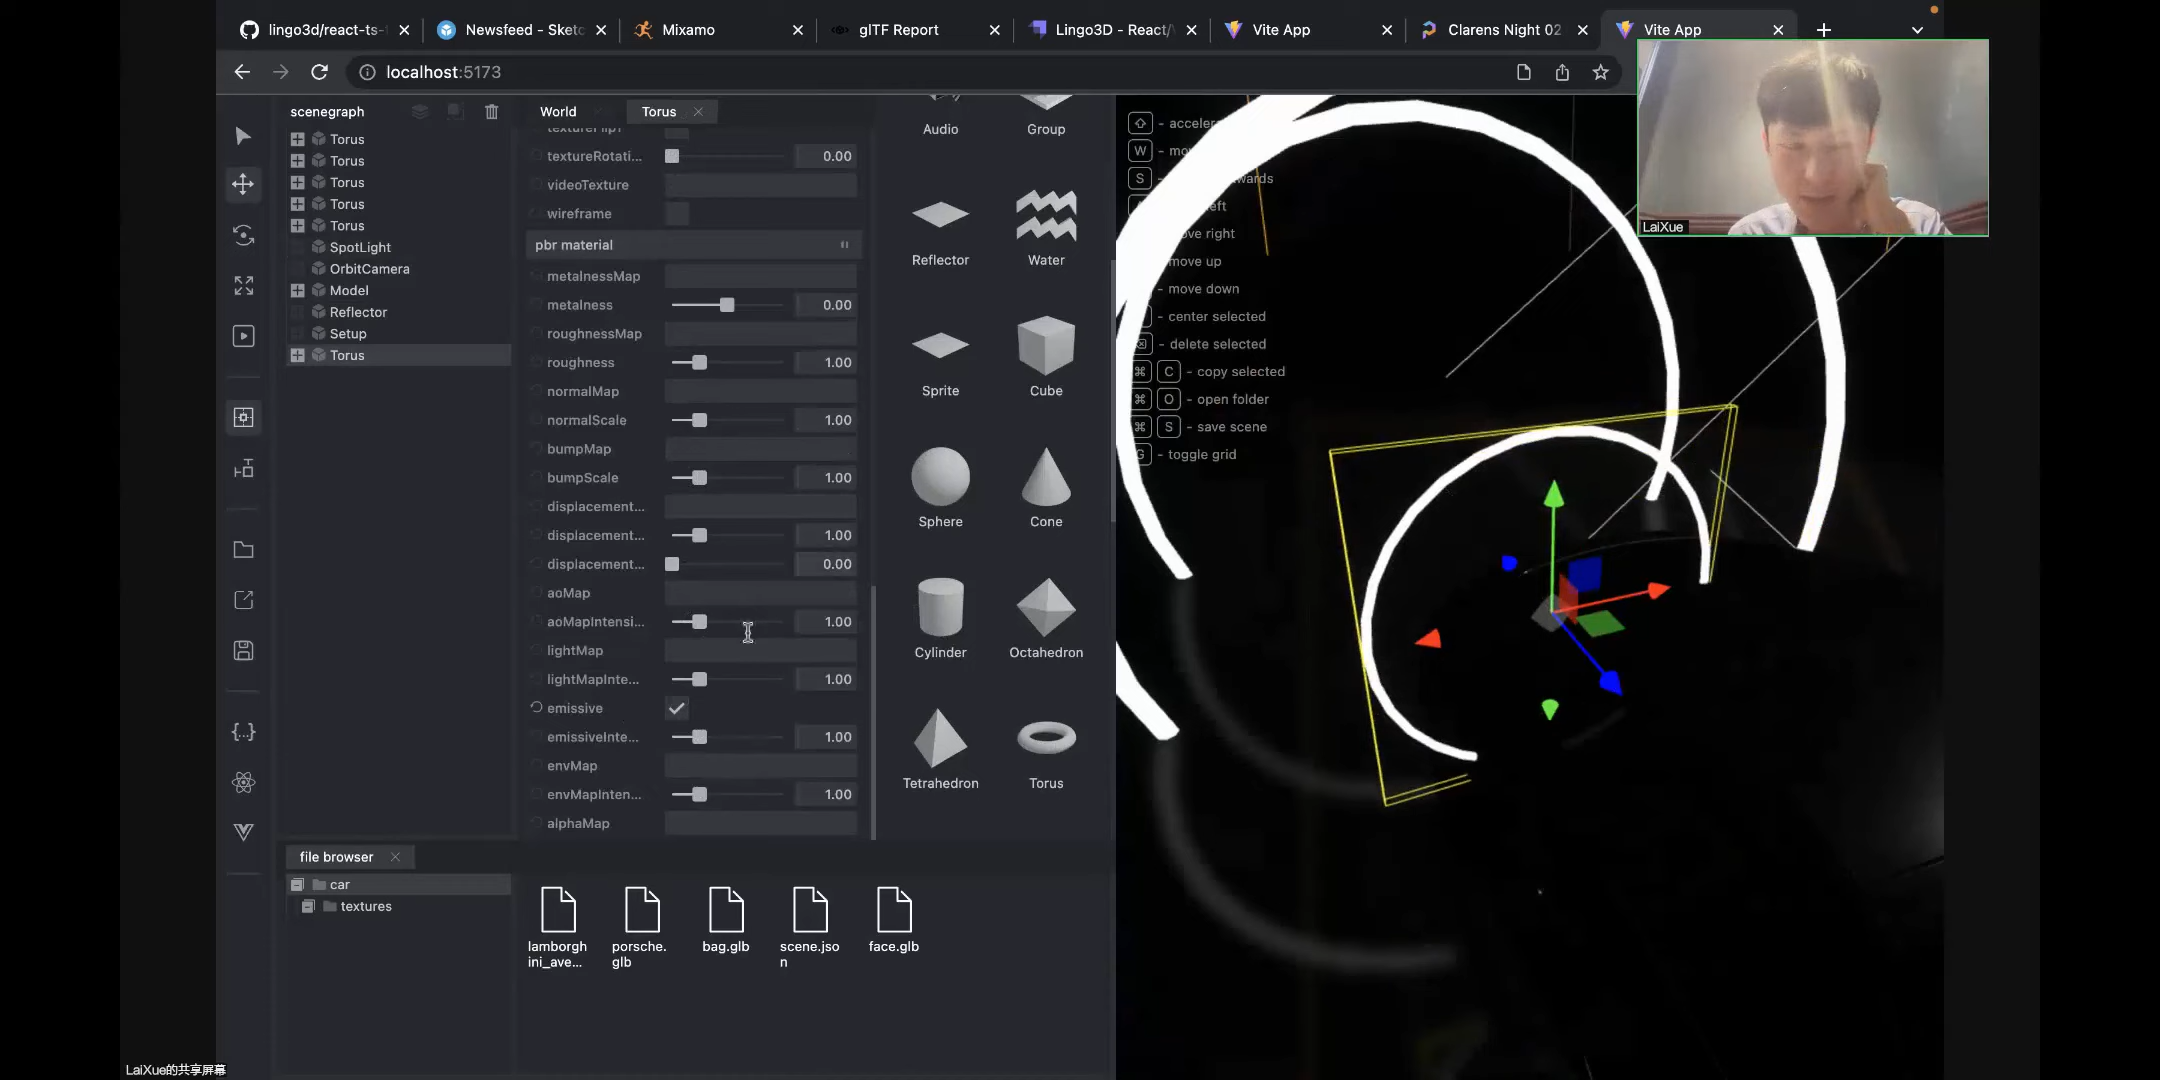 lingo3d/react-ts-
Newsfeed - Sketc
Mixamo
glTF Report
Lingo3D - React/
Vite App
Clarens Night 02
Vite App
localhost:5173
LaiXue
scenegraph
Torus
Torus
Torus
Torus
Torus
SpotLight
OrbitCamera
Model
Reflector
Setup
Torus
World
Torus
textureRotati... 0.00
videoTexture
wireframe
pbr material
metalnessMap
metalness 0.00
roughnessMap
roughness 1.00
normalMap
normalScale 1.00
bumpMap
bumpScale 1.00
displacement...
displacement... 1.00
displacement... 0.00
aoMap
aoMapIntensi... 1.00
lightMap
lightMapInte... 1.00
emissive
emissiveInte... 1.00
envMap
envMapInten... 1.00
alphaMap
Audio
Group
Reflector
Water
Sprite
Cube
Sphere
Cone
Cylinder
Octahedron
Tetrahedron
Torus
- acceler
W - mo
S
wards
eft
ove right
move up
- move down
- center selected
- delete selected
⌘ C - copy selected
⌘ O - open folder
⌘ S - save scene
G - toggle grid
file browser
car
textures
lamborgh
ini_ave...
porsche.
glb
bag.glb
scene.jso
n
face.glb
LaiXue的共享屏幕